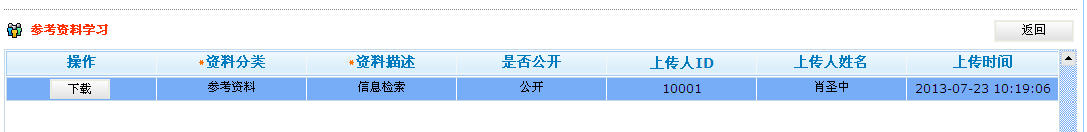 参考资料学习
返回
操作 *资料分类 *资料描述 是否公开 上传人ID 上传人姓名 上传时间
下载 参考资料 信息检索 公开 10001 肖圣中 2013-07-23 10:19:06